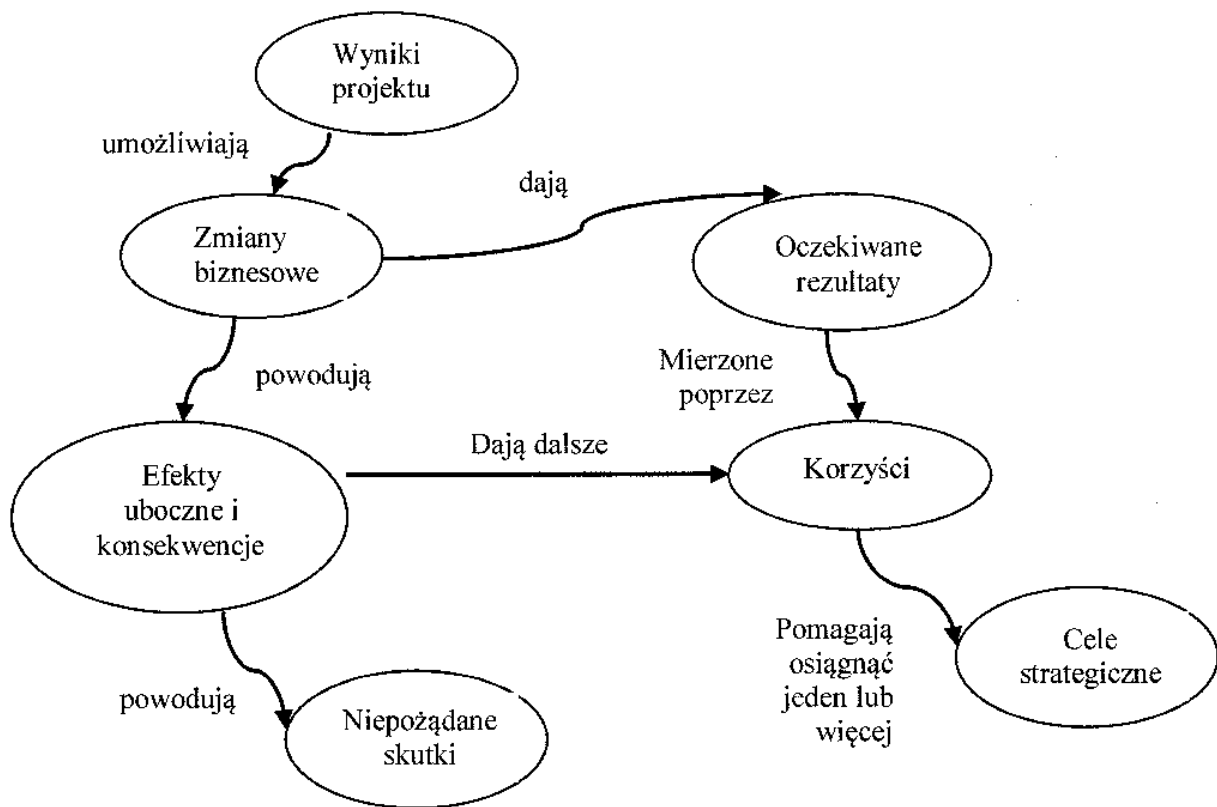 Wyniki
projektu
umożliwiają
dają
Zmiany
biznesowe
Oczekiwane
rezultaty
powodują
Mierzone
poprzez
Efekty
uboczne i
konsekwencje
Dają dalsze
Korzyści
powodują
Niepożądane
skutki
Pomagają
osiągnąć
jeden lub
więcej
Cele
strategiczne